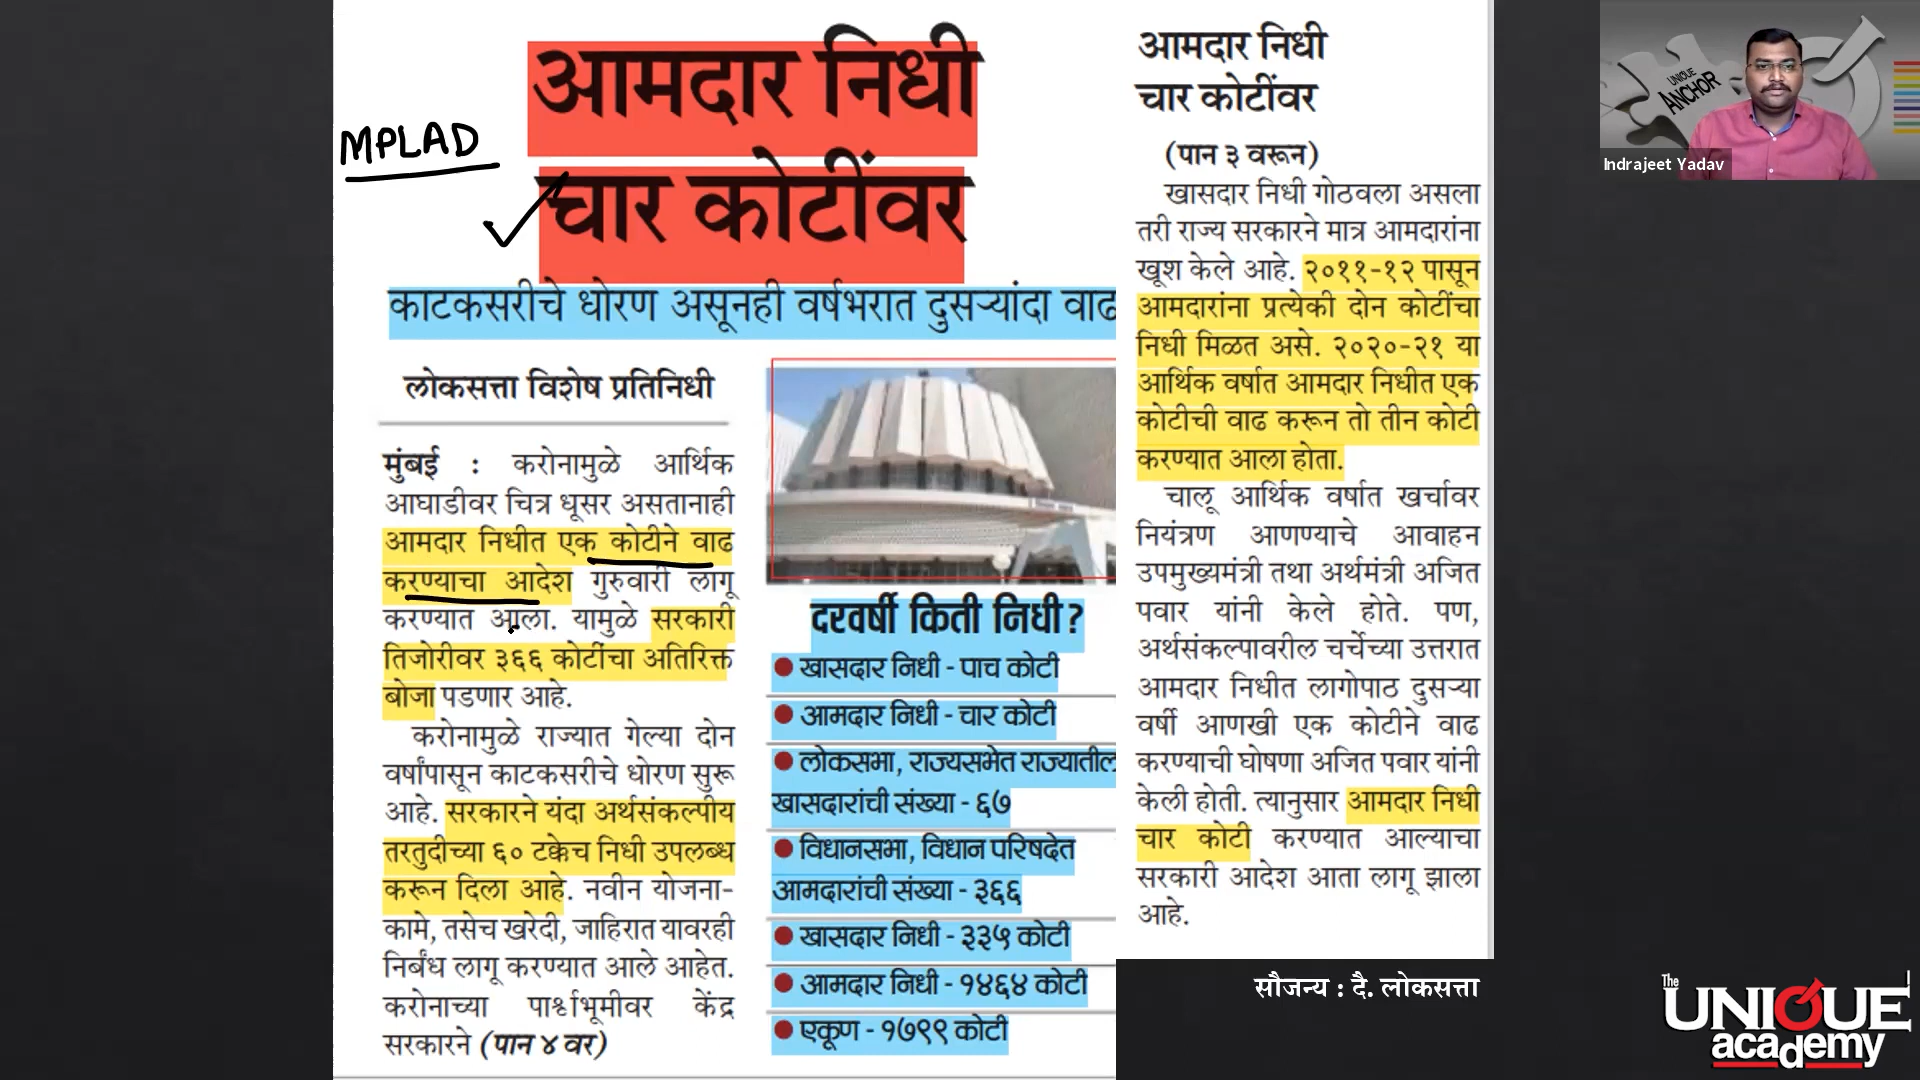 आमदार निधी
चार कोटींवर
MPLAD
काटकसरीचे धोरण असूनही वर्षभरात दुसऱ्यांदा वाढ
लोकसत्ता विशेष प्रतिनिधी
मुंबई : करोनामुळे आर्थिक
आघाडीवर चित्र धूसर असतानाही
आमदार निधीत एक कोटीने वाढ
करण्याचा आदेश गुरुवारी लागू
करण्यात आला. यामुळे सरकारी
तिजोरीवर ३६६ कोटींचा अतिरिक्त
बोजा पडणार आहे.
करोनामुळे राज्यात गेल्या दोन
वर्षांपासून काटकसरीचे धोरण सुरू
आहे. सरकारने यंदा अर्थसंकल्पीय
तरतुदीच्या ६० टक्केच निधी उपलब्ध
करून दिला आहे. नवीन योजना-
कामे, तसेच खरेदी, जाहिरात यावरही
निर्बंध लागू करण्यात आले आहेत.
करोनाच्या पार्श्वभूमीवर केंद्र
सरकारने (पान ४ वर)
दरवर्षी किती निधी?
खासदार निधी - पाच कोटी
आमदार निधी - चार कोटी
लोकसभा, राज्यसभेत राज्यातील
खासदारांची संख्या - ६७
विधानसभा, विधान परिषदेत
आमदारांची संख्या - ३६६
खासदार निधी - ३३५ कोटी
आमदार निधी - १४६४ कोटी
एकूण - १७९९ कोटी
आमदार निधी
चार कोटींवर
(पान ३ वरून)
खासदार निधी गोठवला असला
तरी राज्य सरकारने मात्र आमदारांना
खूश केले आहे. २०११-१२ पासून
आमदारांना प्रत्येकी दोन कोटींचा
निधी मिळत असे. २०२०-२१ या
आर्थिक वर्षात आमदार निधीत एक
कोटीची वाढ करून तो तीन कोटी
करण्यात आला होता.
चालू आर्थिक वर्षात खर्चावर
नियंत्रण आणण्याचे आवाहन
उपमुख्यमंत्री तथा अर्थमंत्री अजित
पवार यांनी केले होते. पण,
अर्थसंकल्पावरील चर्चेच्या उत्तरात
आमदार निधीत लागोपाठ दुसऱ्या
वर्षी आणखी एक कोटीने वाढ
करण्याची घोषणा अजित पवार यांनी
केली होती. त्यानुसार आमदार निधी
चार कोटी करण्यात आल्याचा
सरकारी आदेश आता लागू झाला
आहे.
सौजन्य : दै. लोकसत्ता
UNIQUE
ANCHOR
Indrajeet Yadav
The
UNIQUE
academy